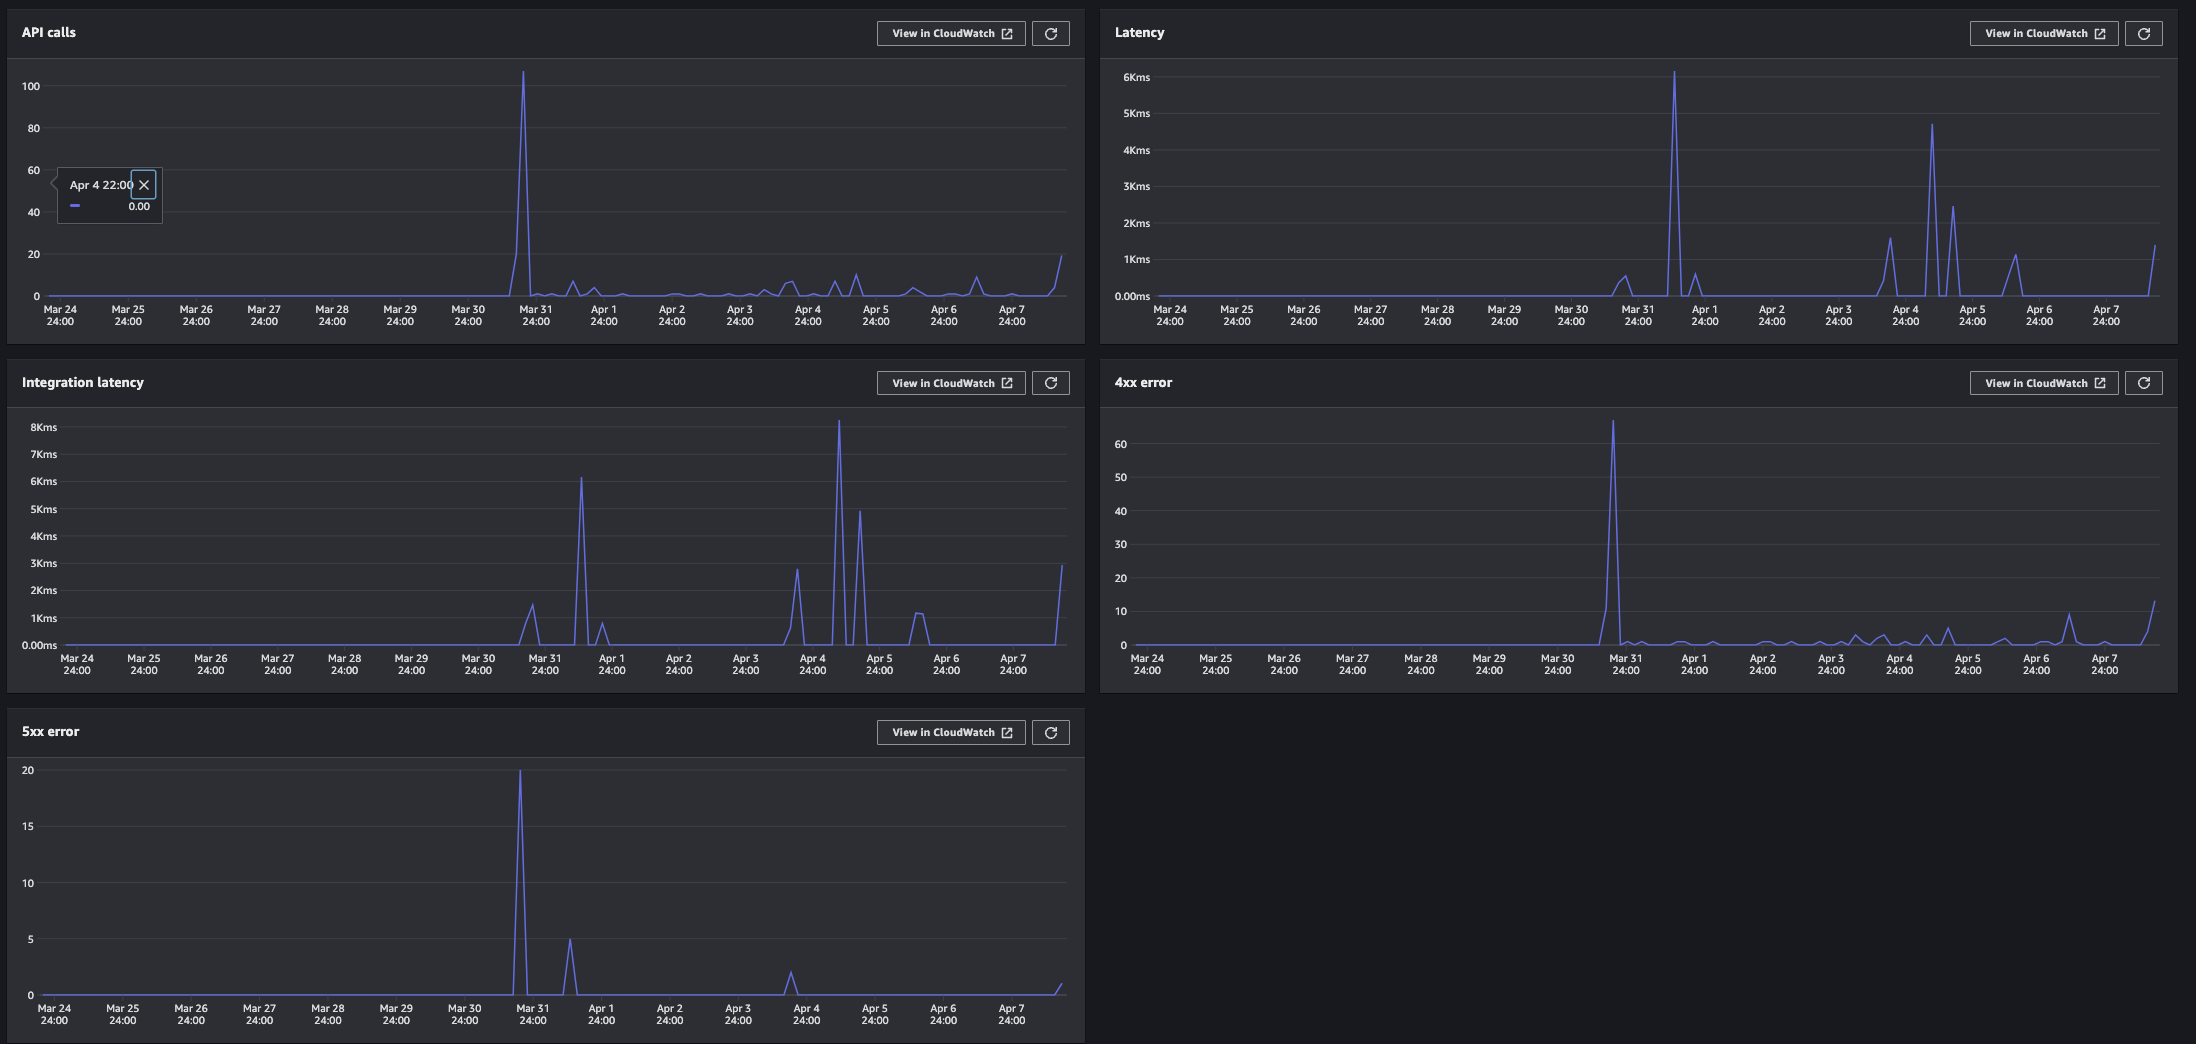 API calls
View in CloudWatch
100
80
60
40
20
0
Apr 4 22:00
0.00
Mar 24 Mar 25 Mar 26 Mar 27 Mar 28 Mar 29 Mar 30 Mar 31 Apr 1 Apr 2 Apr 3 Apr 4 Apr 5 Apr 6 Apr 7
24:00 24:00 24:00 24:00 24:00 24:00 24:00 24:00 24:00 24:00 24:00 24:00 24:00 24:00 24:00
Latency
View in CloudWatch
6Kms
5Kms
4Kms
3Kms
2Kms
1Kms
0.00ms
Mar 24 Mar 25 Mar 26 Mar 27 Mar 28 Mar 29 Mar 30 Mar 31 Apr 1 Apr 2 Apr 3 Apr 4 Apr 5 Apr 6 Apr 7
24:00 24:00 24:00 24:00 24:00 24:00 24:00 24:00 24:00 24:00 24:00 24:00 24:00 24:00 24:00
Integration latency
View in CloudWatch
8Kms
7Kms
6Kms
5Kms
4Kms
3Kms
2Kms
1Kms
0.00ms
Mar 24 Mar 25 Mar 26 Mar 27 Mar 28 Mar 29 Mar 30 Mar 31 Apr 1 Apr 2 Apr 3 Apr 4 Apr 5 Apr 6 Apr 7
24:00 24:00 24:00 24:00 24:00 24:00 24:00 24:00 24:00 24:00 24:00 24:00 24:00 24:00 24:00
4xx error
View in CloudWatch
60
50
40
30
20
10
0
Mar 24 Mar 25 Mar 26 Mar 27 Mar 28 Mar 29 Mar 30 Mar 31 Apr 1 Apr 2 Apr 3 Apr 4 Apr 5 Apr 6 Apr 7
24:00 24:00 24:00 24:00 24:00 24:00 24:00 24:00 24:00 24:00 24:00 24:00 24:00 24:00 24:00
5xx error
View in CloudWatch
20
15
10
5
0
Mar 24 Mar 25 Mar 26 Mar 27 Mar 28 Mar 29 Mar 30 Mar 31 Apr 1 Apr 2 Apr 3 Apr 4 Apr 5 Apr 6 Apr 7
24:00 24:00 24:00 24:00 24:00 24:00 24:00 24:00 24:00 24:00 24:00 24:00 24:00 24:00 24:00